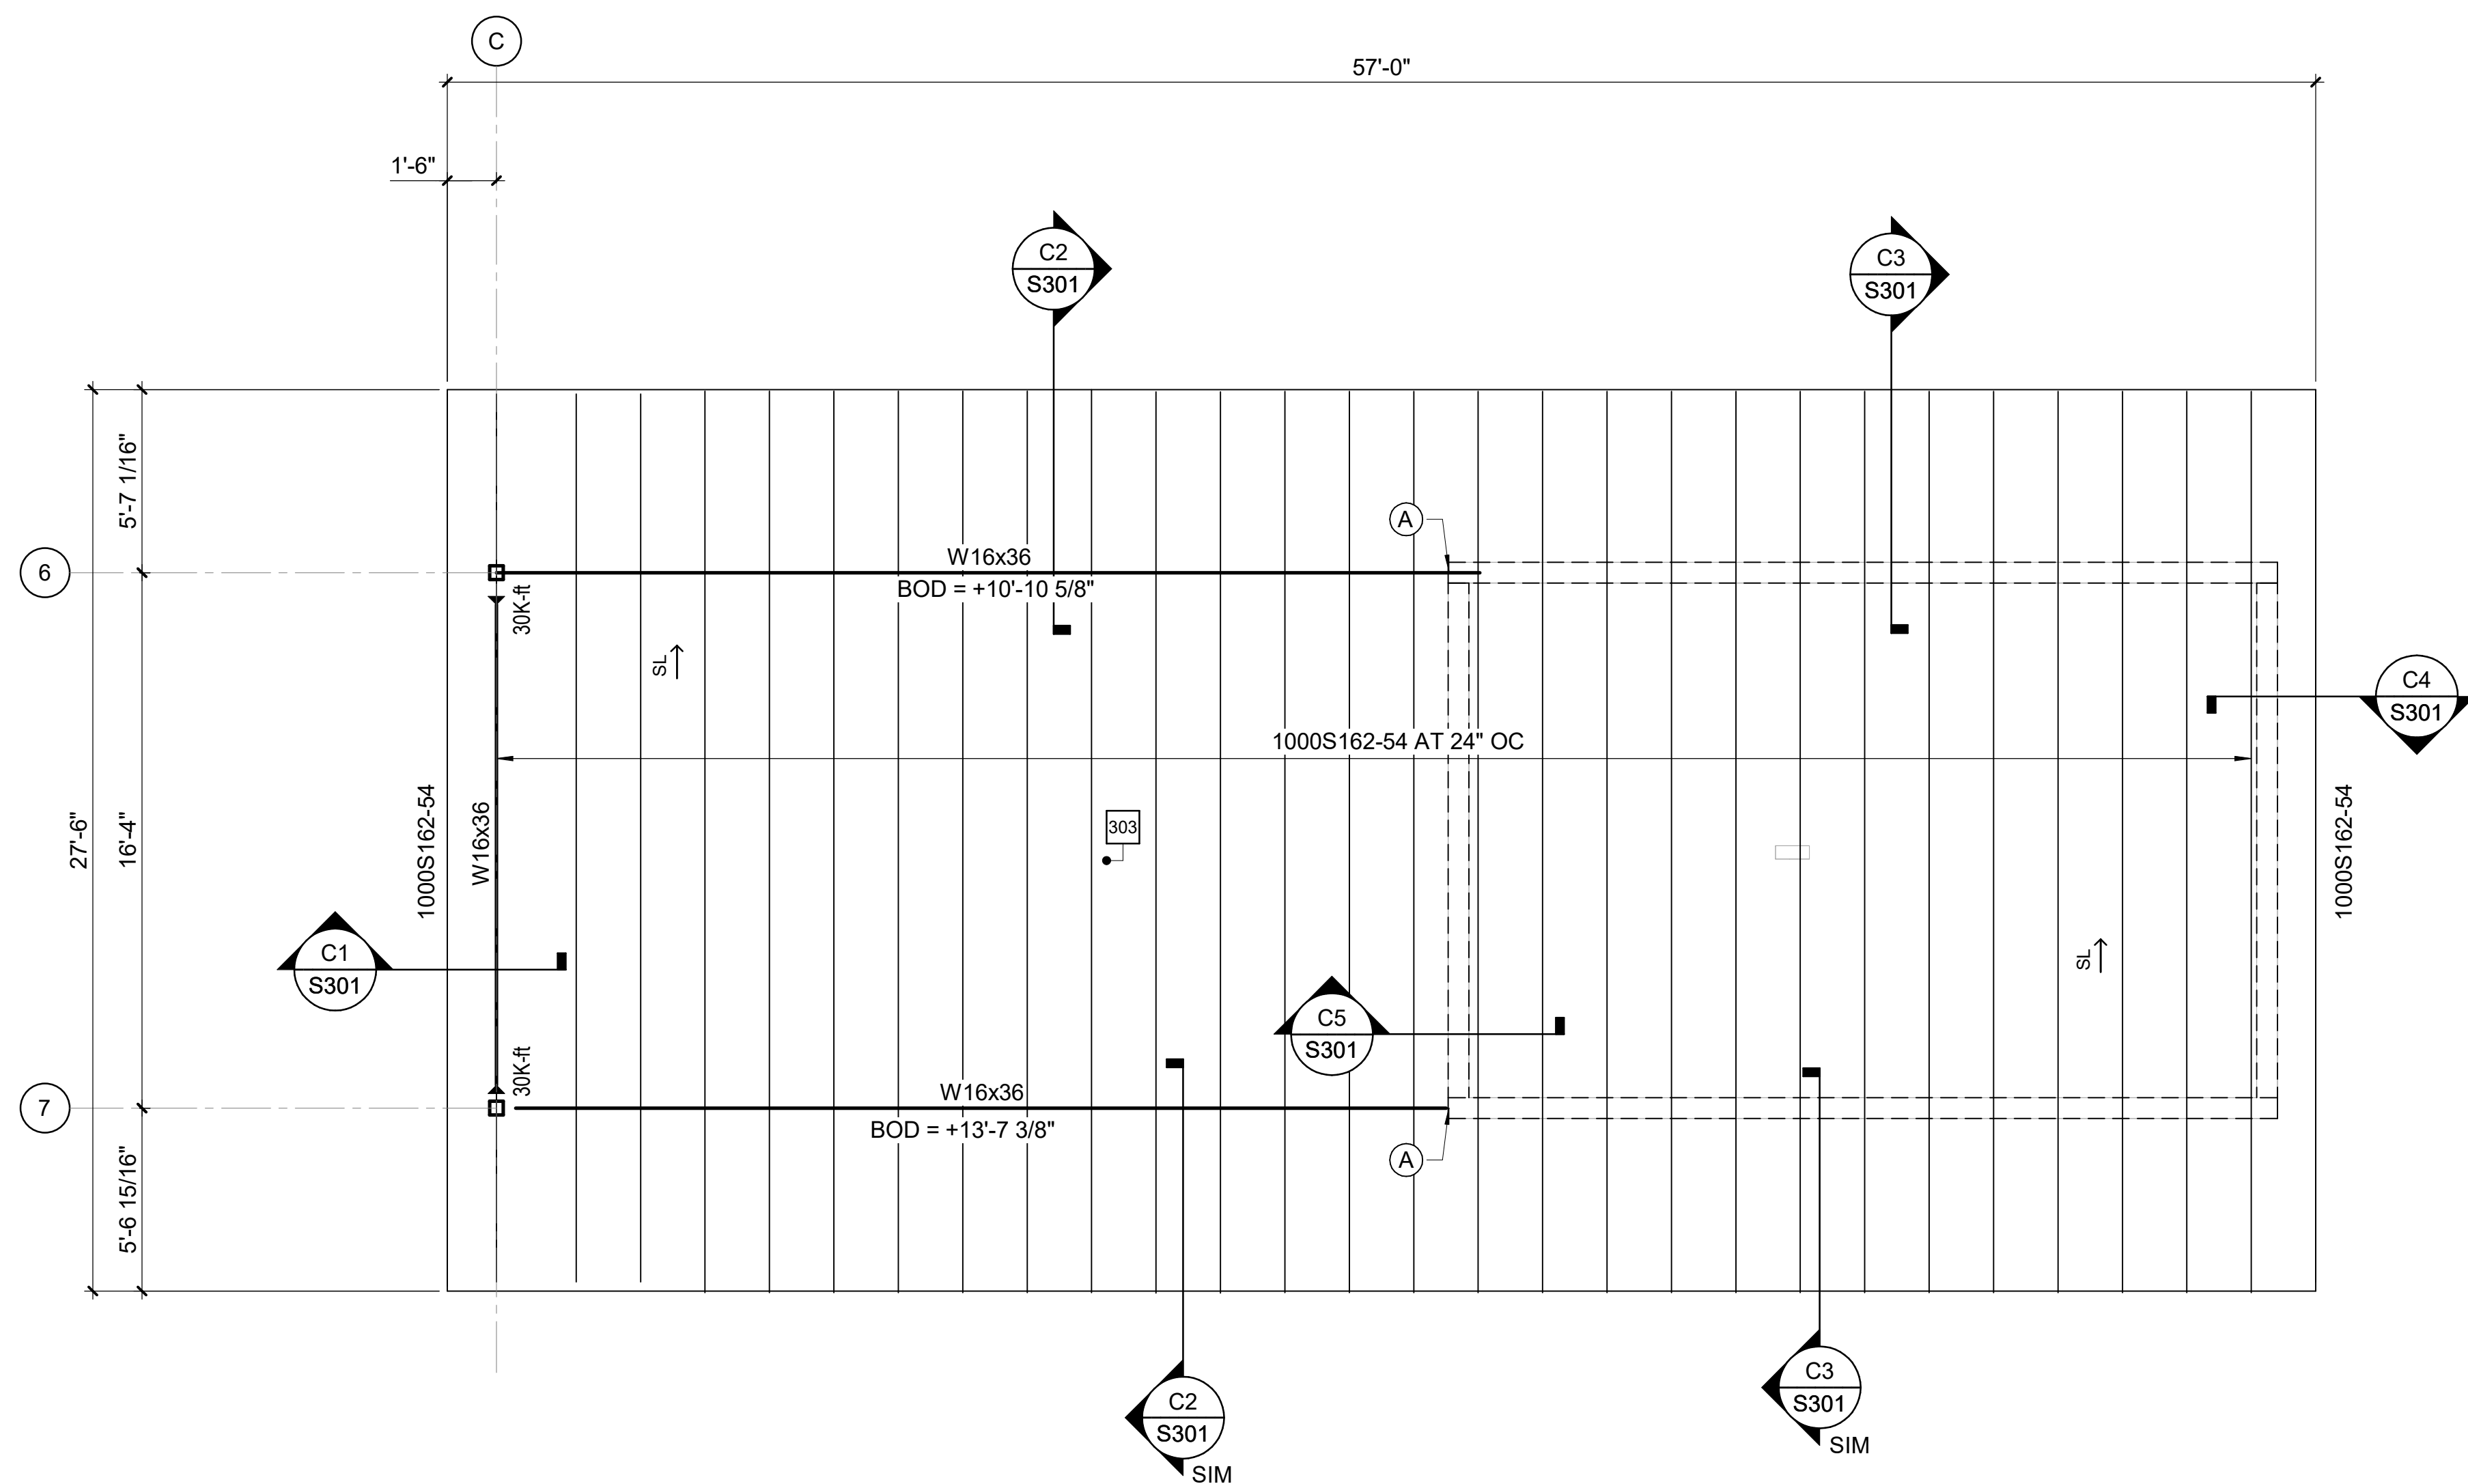 C
57'-0"
1'-6"
C2
S301
C3
S301
5'-7 1/16"
A
W16x36
6
BOD = +10'-10 5/8"
30K-ft
SL
C4
S301
1000S162-54 AT 24" OC
27'-6"
16'-4"
1000S162-54
W16x36
303
1000S162-54
C1
S301
SL
C5
S301
30K-ft
W16x36
7
BOD = +13'-7 3/8"
A
5'-6 15/16"
C3
S301
SIM
C2
S301
SIM